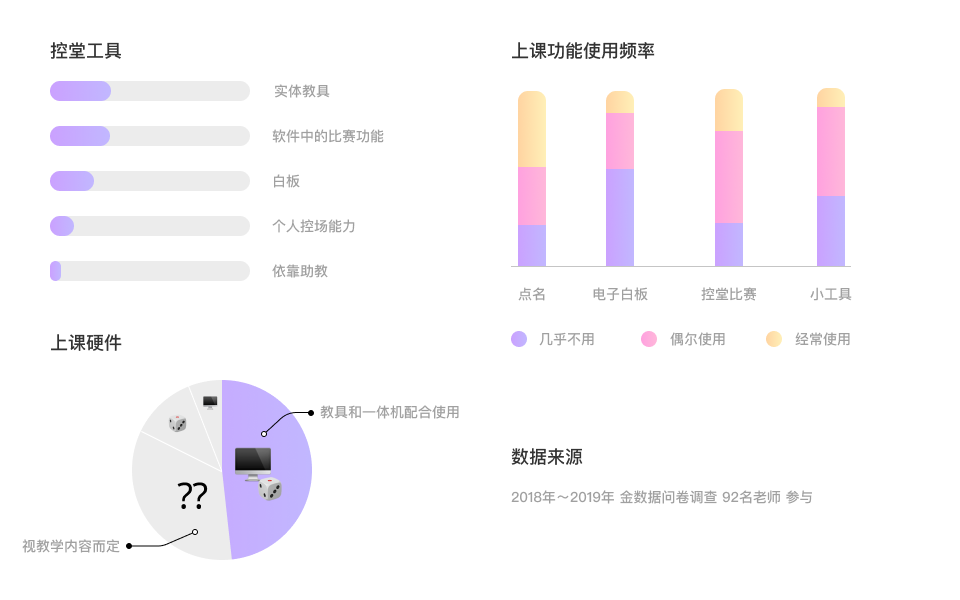 控堂工具
实体教具
软件中的比赛功能
白板
个人控场能力
依靠助教
上课硬件
教具和一体机配合使用
??
视教学内容而定
上课功能使用频率
点名 电子白板 控堂比赛 小工具
几乎不用 偶尔使用 经常使用
数据来源
2018年～2019年 金数据问卷调查 92名老师 参与